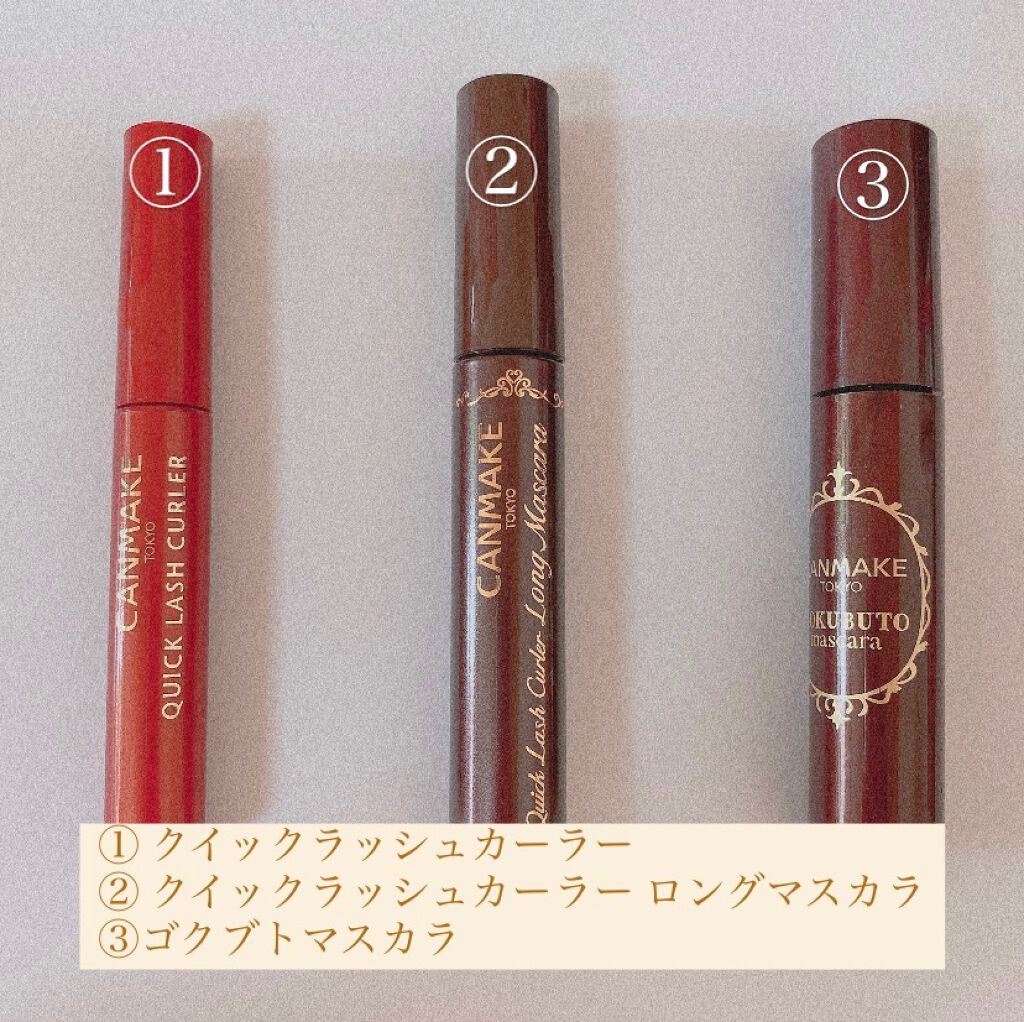 ①
②
③
CANMAKE
TOKYO
QUICK LASH CURLER
CANMAKE
TOKYO
Quick Lash Curler Long Mascara
ANMAKE
TOKYO
OKUBUTO
mascara
① クイックラッシュカーラー
② クイックラッシュカーラー ロングマスカラ
③ゴクブトマスカラ